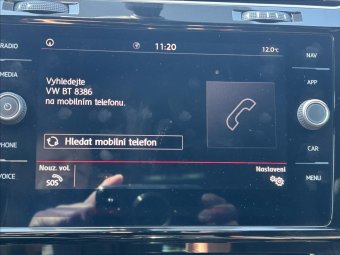 RADIO
11:20
12.0°C
NAV
MEDIA
APP
Vyhledejte
VW BT 8386
na mobilním telefonu.
PHONE
Hledat mobilní telefon
CAR
Nouz. vol.
Nastavení
VOICE
SOS
MENU